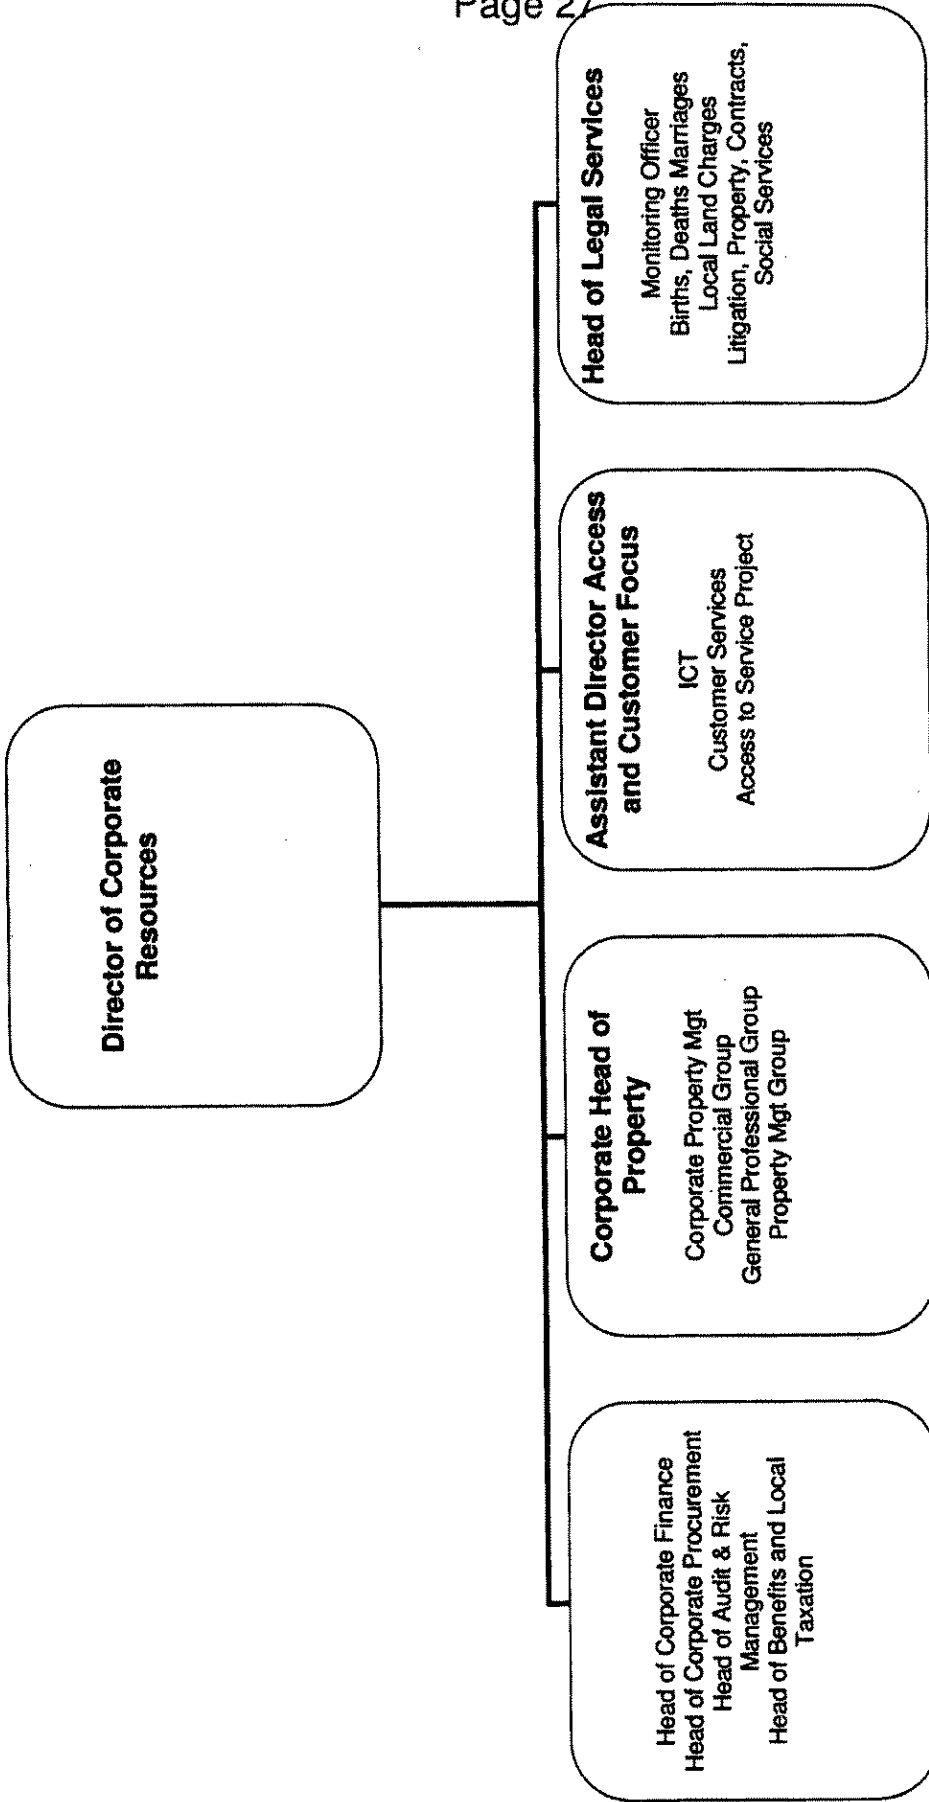 Page 27
Director of Corporate
Resources
Head of Corporate Finance
Head of Corporate Procurement
Head of Audit & Risk
Management
Head of Benefits and Local
Taxation
Corporate Head of
Property
Corporate Property Mgt
Commercial Group
General Professional Group
Property Mgt Group
Assistant Director Access
and Customer Focus
ICT
Customer Services
Access to Service Project
Head of Legal Services
Monitoring Officer
Births, Deaths Marriages
Local Land Charges
Litigation, Property, Contracts,
Social Services